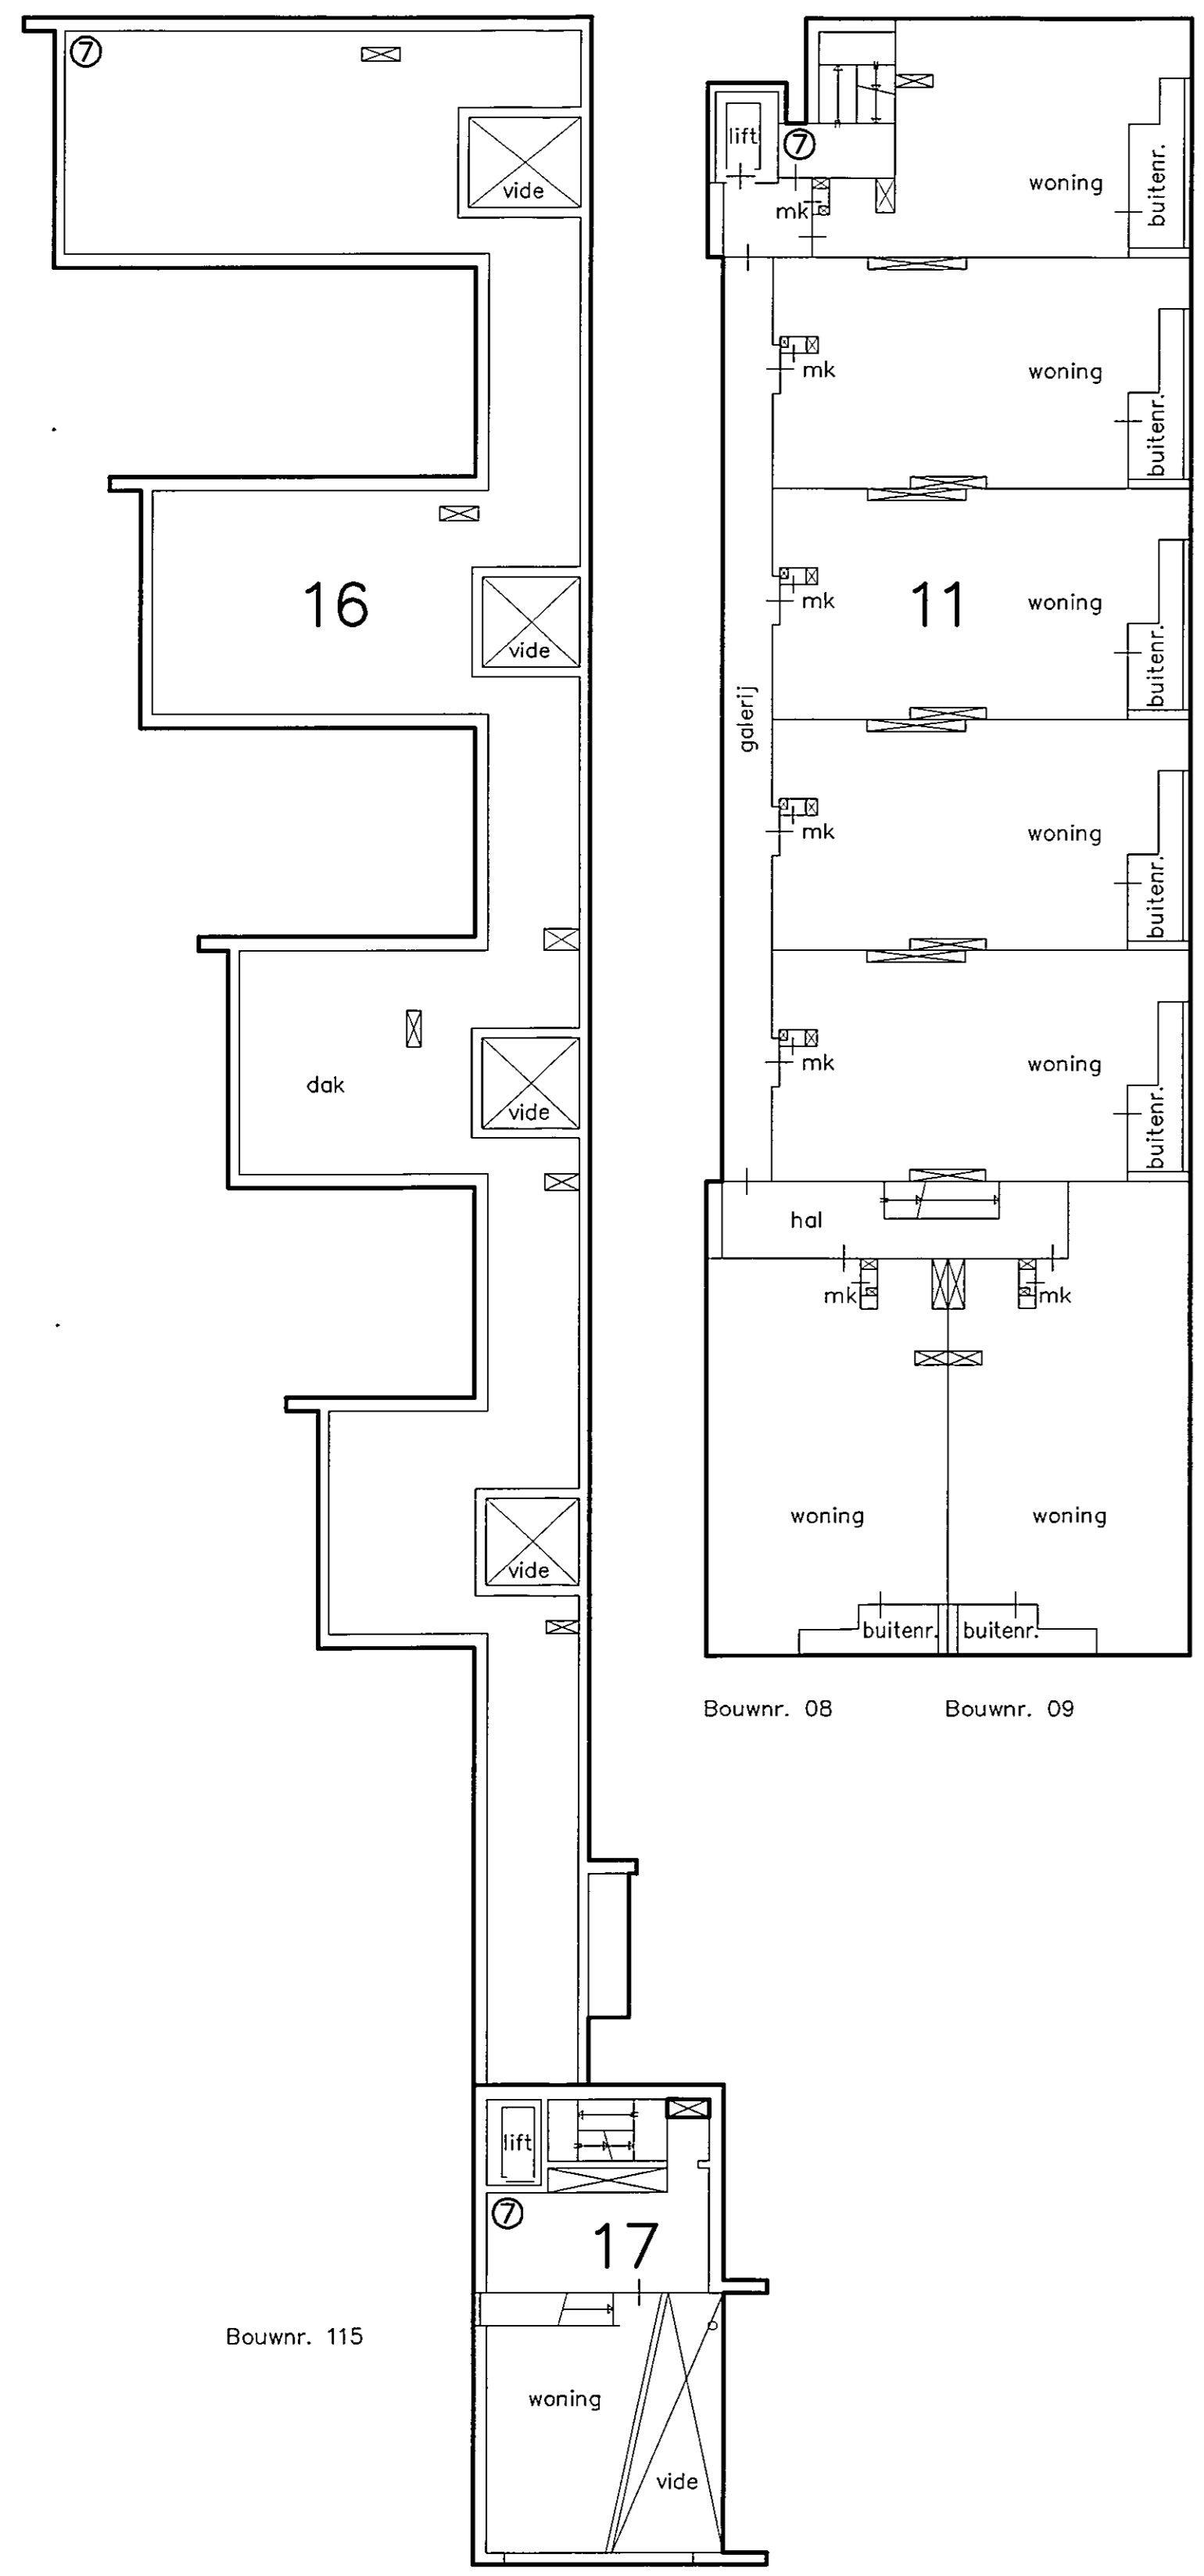 7
vide
16
vide
dak
vide
vide
lift
7
17
Bouwnr. 115
woning
vide
lift
7
mk
woning
buitenr.
mk
woning
buitenr.
mk
11
woning
buitenr.
galerij
mk
woning
buitenr.
mk
woning
buitenr.
hal
mk
mk
woning
woning
buitenr.
buitenr.
Bouwnr. 08
Bouwnr. 09